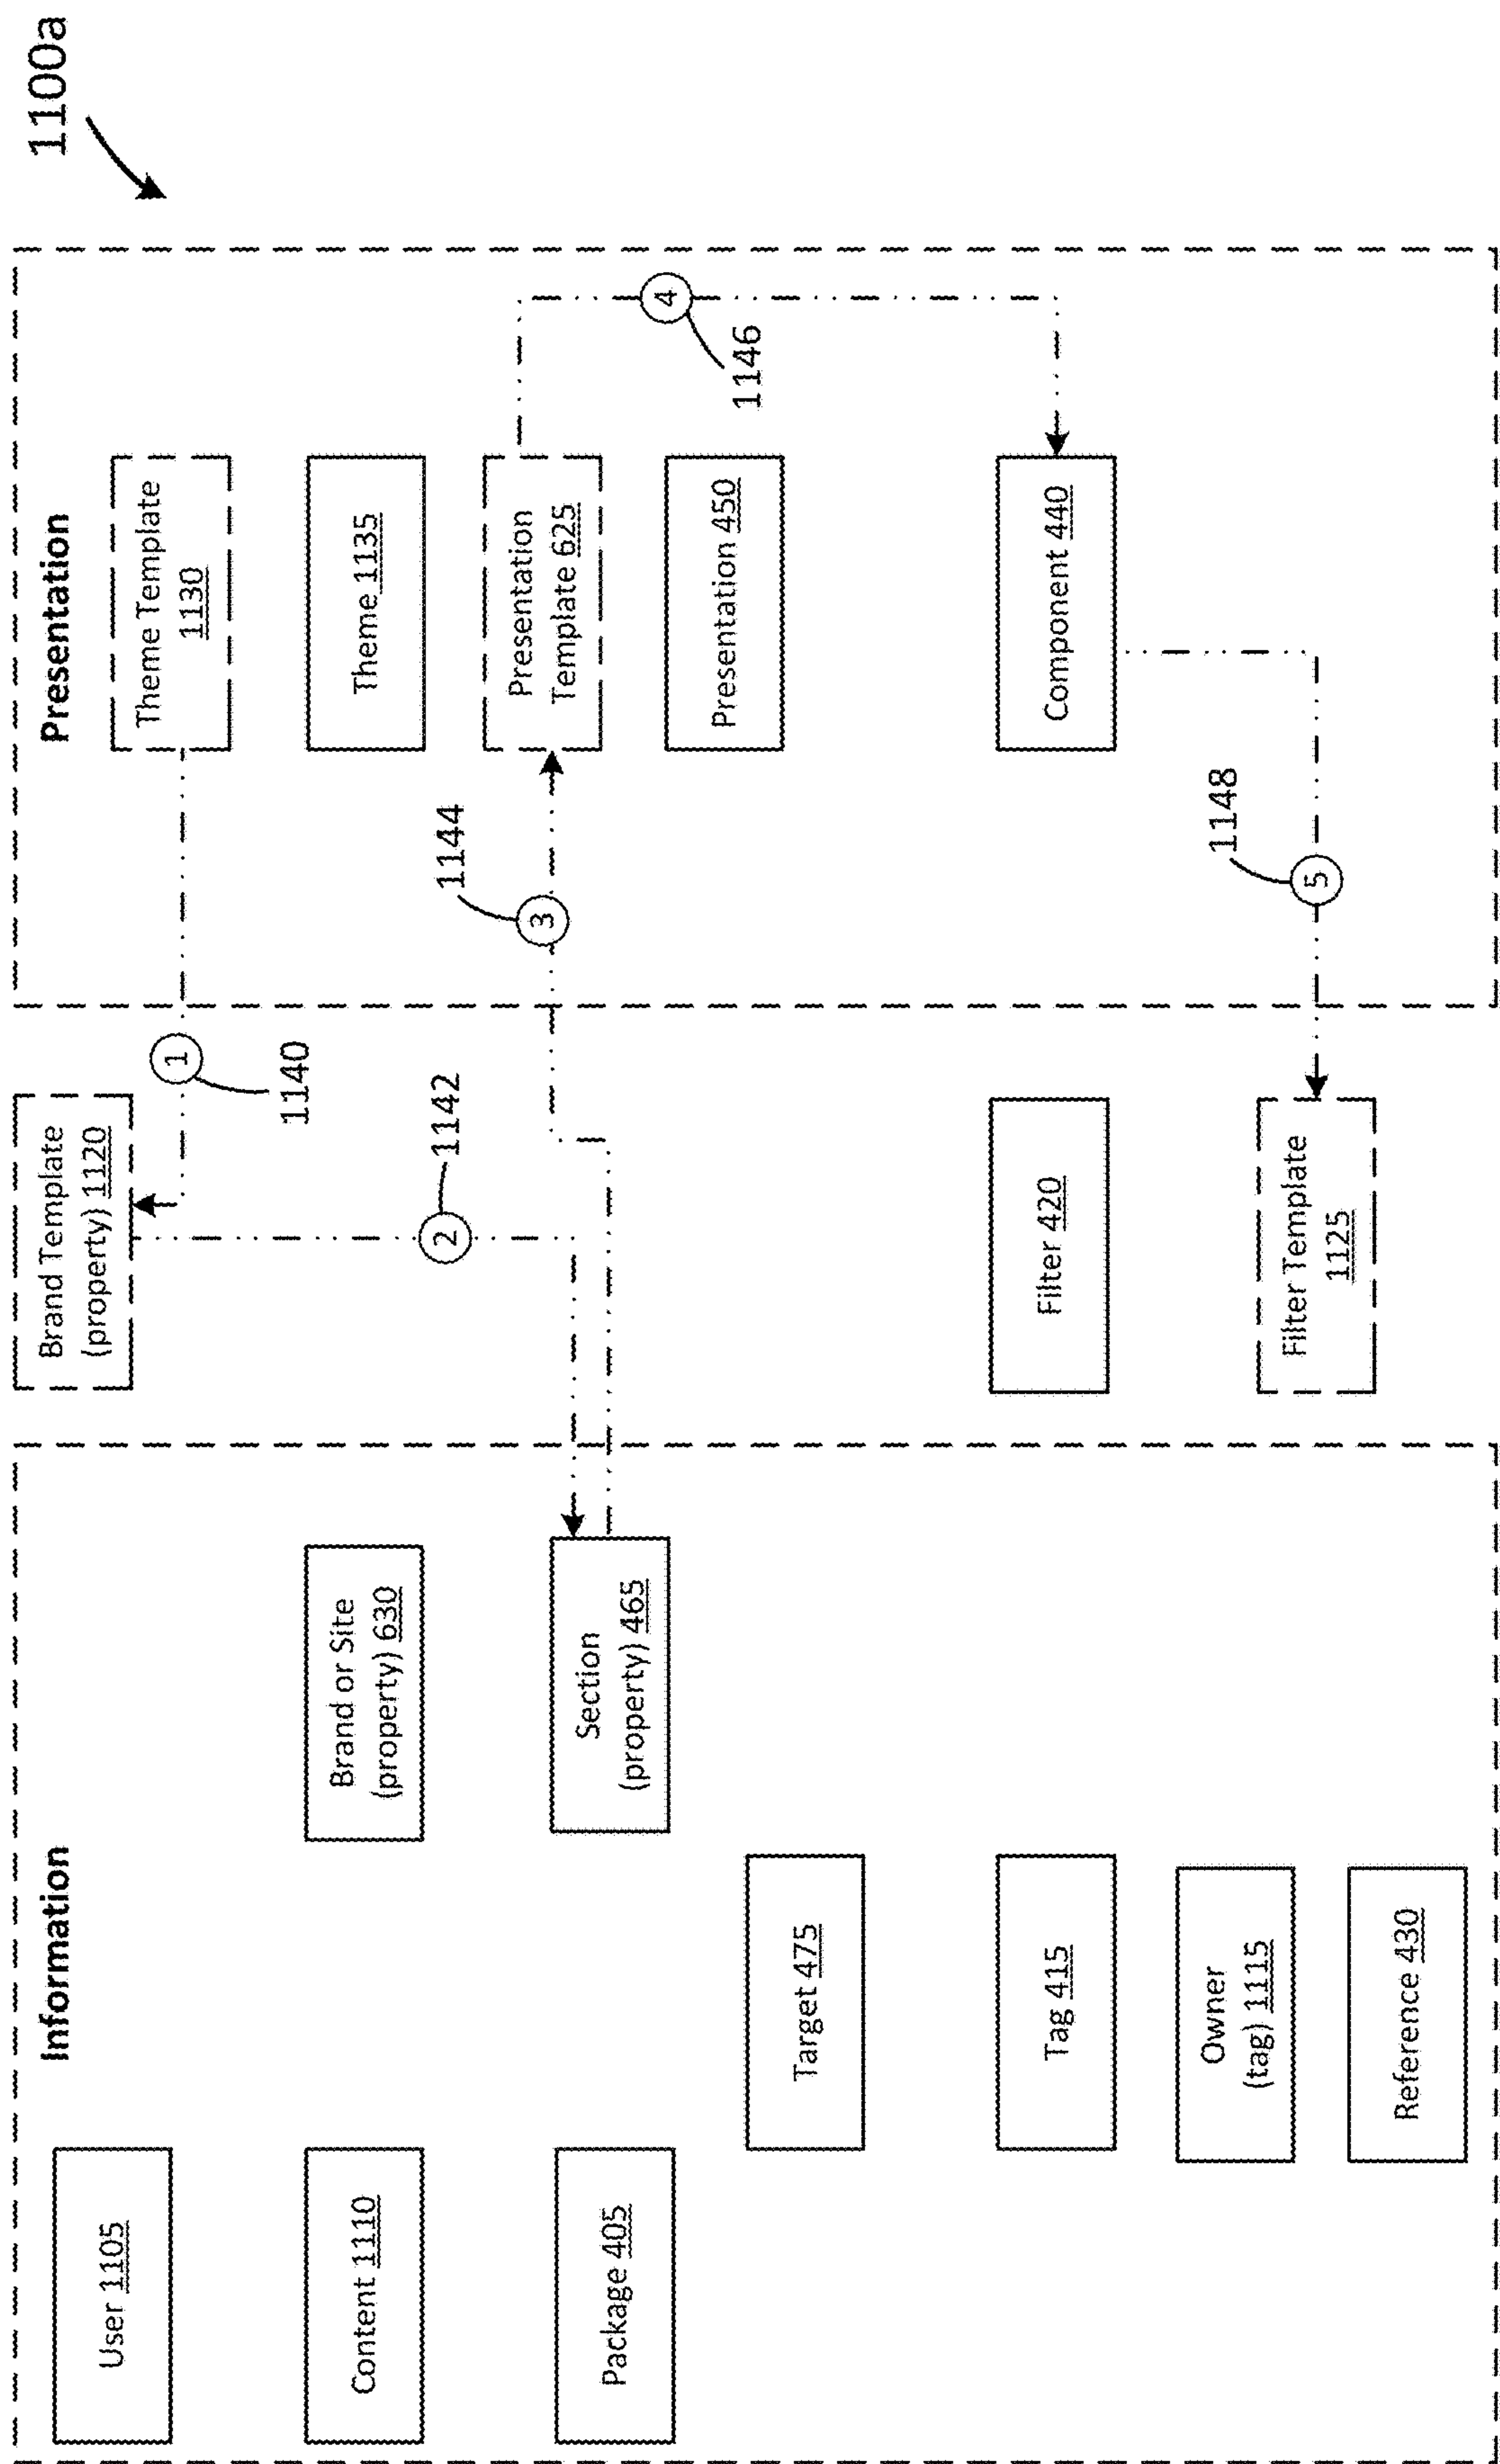 1100a
Information
User 1105
Content 1110
Package 405
Target 475
Tag 415
Owner
(tag) 1115
Reference 430
Brand or Site
(property) 630
Section
(property) 465
Brand Template
(property) 1120
Filter 420
Filter Template
1125
Presentation
Theme Template
1130
Theme 1135
Presentation
Template 625
Presentation 450
Component 440
1
1140
2
1142
3
1144
4
1146
5
1148